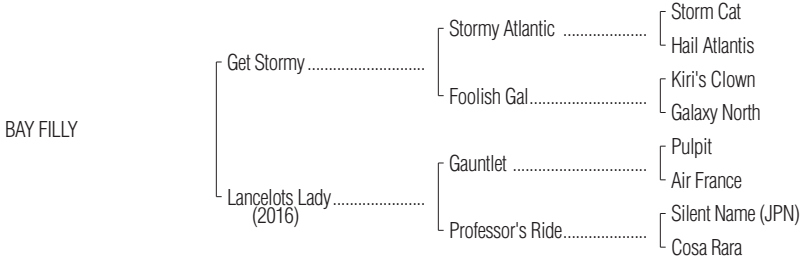 Storm Cat
Stormy Atlantic ....................
Hail Atlantis
Get Stormy ............................
Kiri's Clown
Foolish Gal............................
Galaxy North
BAY FILLY
Pulpit
Gauntlet ................................
Air France
Lancelots Lady......................
(2016)
Silent Name (JPN)
Professor's Ride....................
Cosa Rara